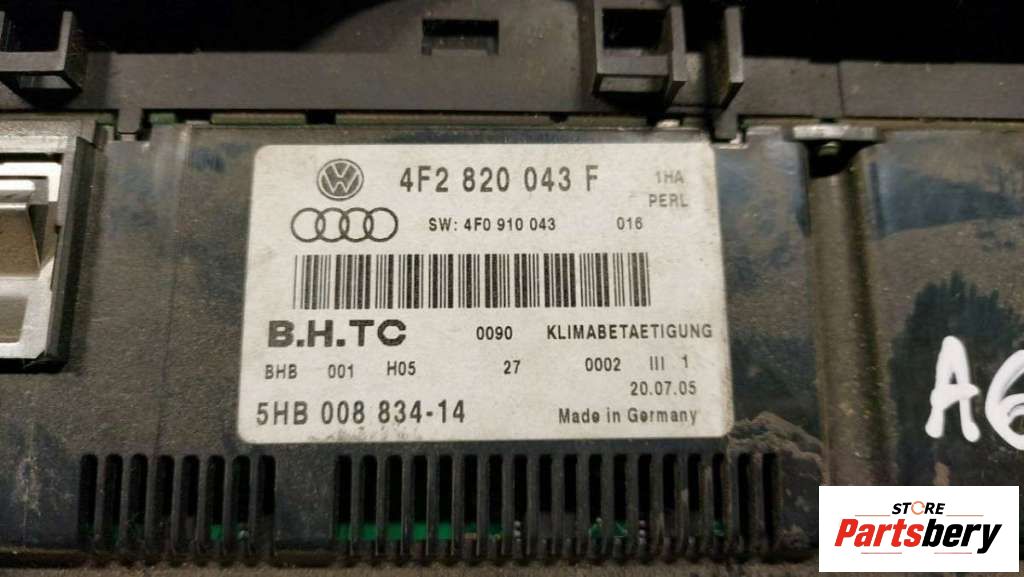 4F2 820 043 F 1HA
PERL
SW: 4F0 910 043 016
B.H.TC 0090 KLIMABETAETIGUNG
BHB 001 H05 27 0002 III 1
20.07.05
5HB 008 834-14 Made in Germany
A6
STORE
Partsbery